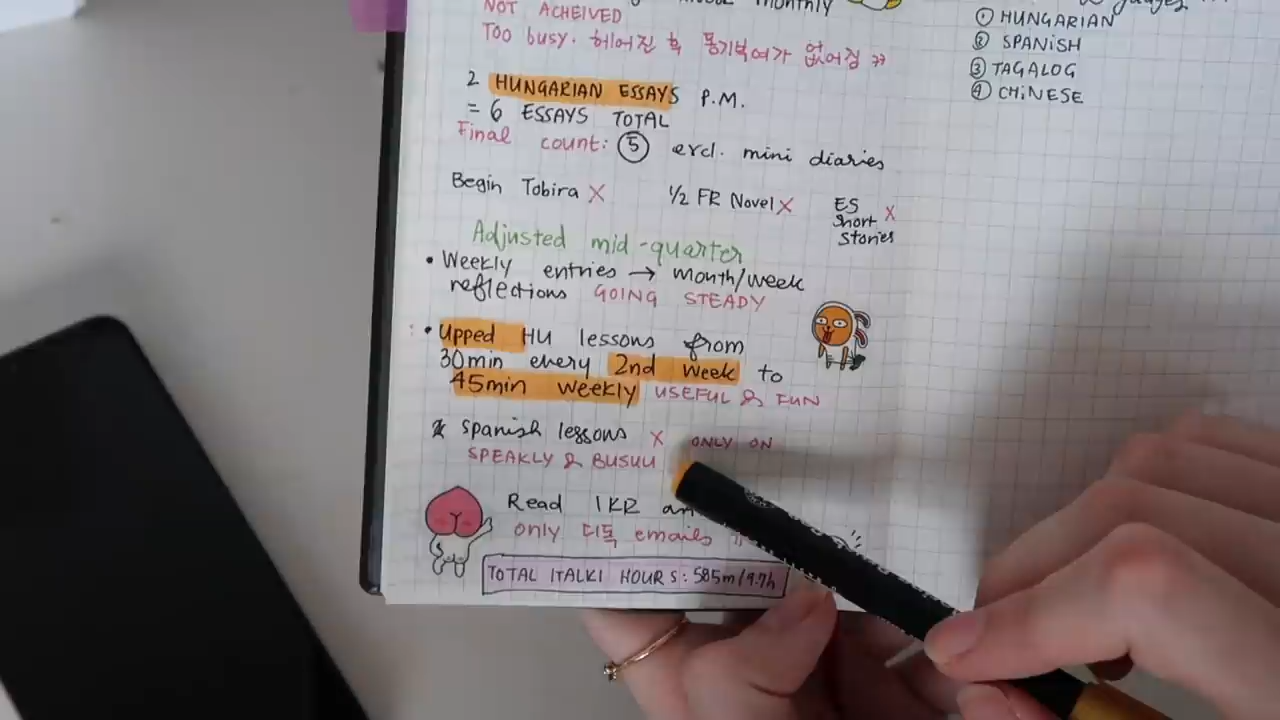 monthly
NOT ACHEIVED
Too busy. 헤어진 후 동기부여가 없어짐 ㅋㅋ
2 HUNGARIAN ESSAYS P.M.
= 6 ESSAYS TOTAL
Final count: 5 excl. mini diaries
Begin Tobira X
1/2 FR Novel X
ES X
Short
Stories
Adjusted mid-quarter
• Weekly entries → month/week
reflections GOING STEADY
• Upped HU lessons from
30min every 2nd week to
45min weekly USEFUL & FUN
* Spanish lessons X ONLY ON
SPEAKLY & BUSUU
Read 1KR
only 디독 emails
TOTAL ITALKI HOURS: 585m/9.7h
① HUNGARIAN
② SPANISH
③ TAGALOG
④ CHINESE